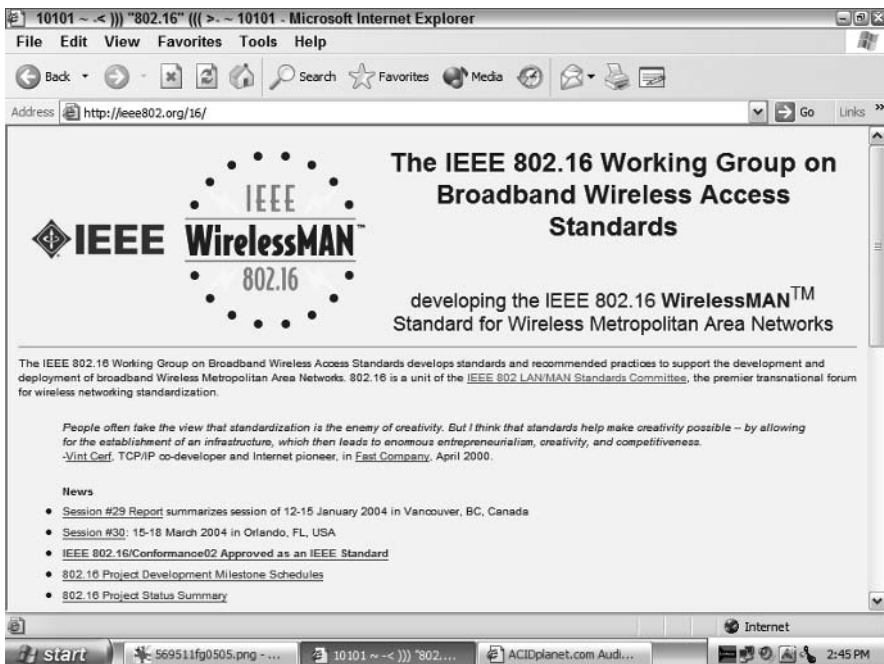 10101 ~ -< ))) "802.16" ((( >- ~ 10101 - Microsoft Internet Explorer
File Edit View Favorites Tools Help
Back Search Favorites Media
Address http://ieee802.org/16/ Go Links »
IEEE
IEEE
WirelessMAN™
802.16
The IEEE 802.16 Working Group on
Broadband Wireless Access
Standards
developing the IEEE 802.16 WirelessMAN™
Standard for Wireless Metropolitan Area Networks
The IEEE 802.16 Working Group on Broadband Wireless Access Standards develops standards and recommended practices to support the development and
deployment of broadband Wireless Metropolitan Area Networks. 802.16 is a unit of the IEEE 802 LAN/MAN Standards Committee, the premier transnational forum
for wireless networking standardization.
People often take the view that standardization is the enemy of creativity. But I think that standards help make creativity possible -- by allowing
for the establishment of an infrastructure, which then leads to enormous entrepreneurialism, creativity, and competitiveness.
-Vint Cerf, TCP/IP co-developer and Internet pioneer, in Fast Company, April 2000.
News
• Session #29 Report summarizes session of 12-15 January 2004 in Vancouver, BC, Canada
• Session #30: 15-18 March 2004 in Orlando, FL, USA
• IEEE 802.16/Conformance02 Approved as an IEEE Standard
• 802.16 Project Development Milestone Schedules
• 802.16 Project Status Summary
Internet
start 569511fg0505.png - ... 10101 ~ -< ))) "802.... ACIDplanet.com Audi... 2:45 PM